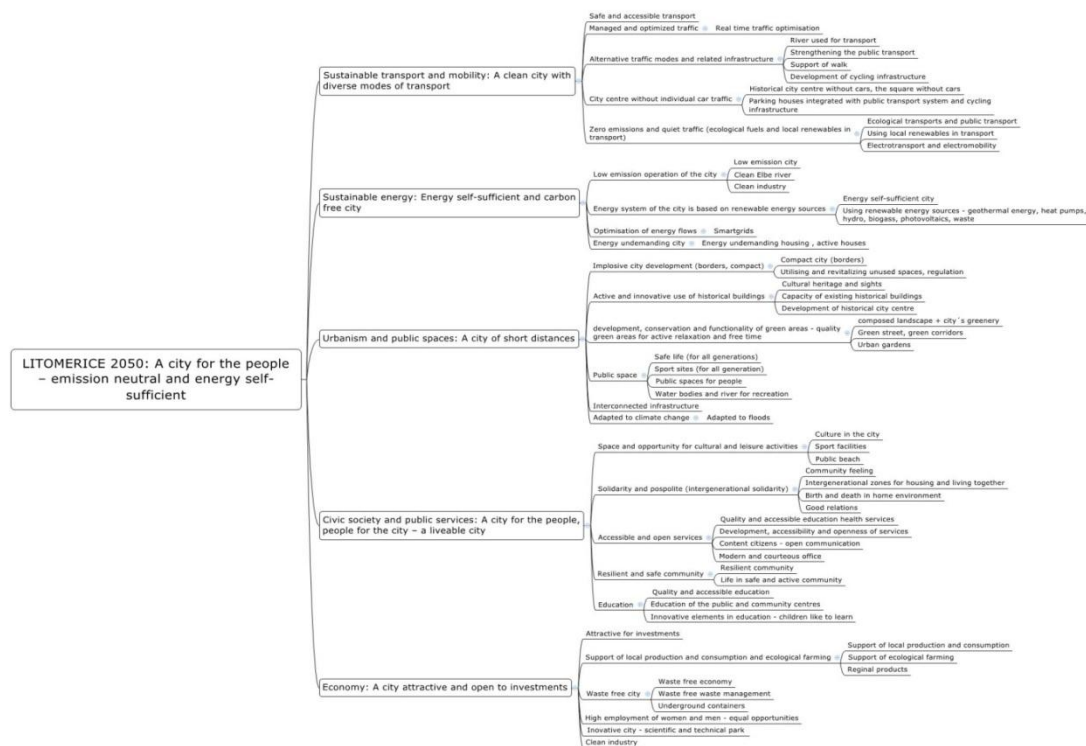 LITOMERICE 2050: A city for the people
– emission neutral and energy self-
sufficient
Sustainable transport and mobility: A clean city with
diverse modes of transport
Safe and accessible transport
Managed and optimized traffic
Real time traffic optimisation
Alternative traffic modes and related infrastructure
River used for transport
Strengthening the public transport
Support of walk
Development of cycling infrastructure
City centre without individual car traffic
Historical city centre without cars, the square without cars
Parking houses integrated with public transport system and cycling
infrastructure
Zero emissions and quiet traffic (ecological fuels and local renewables in
transport)
Ecological transports and public transport
Using local renewables in transport
Electrotransport and electromobility
Sustainable energy: Energy self-sufficient and carbon
free city
Low emission operation of the city
Low emission city
Clean Elbe river
Clean industry
Energy system of the city is based on renewable energy sources
Energy self-sufficient city
Using renewable energy sources - geothermal energy, heat pumps,
hydro, biogass, photovoltaics, waste
Optimisation of energy flows
Smartgrids
Energy undemanding city
Energy undemanding housing , active houses
Urbanism and public spaces: A city of short distances
Implosive city development (borders, compact)
Compact city (borders)
Utilising and revitalizing unused spaces, regulation
Active and innovative use of historical buildings
Cultural heritage and sights
Capacity of existing historical buildings
Development of historical city centre
development, conservation and functionality of green areas - quality
green areas for active relaxation and free time
composed landscape + city´s greenery
Green street, green corridors
Urban gardens
Public space
Safe life (for all generations)
Sport sites (for all generation)
Public spaces for people
Water bodies and river for recreation
Interconnected infrastructure
Adapted to climate change
Adapted to floods
Civic society and public services: A city for the people,
people for the city – a liveable city
Space and opportunity for cultural and leisure activities
Culture in the city
Sport facilities
Public beach
Solidarity and pospolite (intergenerational solidarity)
Community feeling
Intergenerational zones for housing and living together
Birth and death in home environment
Good relations
Accessible and open services
Quality and accessible education health services
Development, accessibility and openness of services
Content citizens - open communication
Modern and courteous office
Resilient and safe community
Resilient community
Life in safe and active community
Education
Quality and accessible education
Education of the public and community centres
Innovative elements in education - children like to learn
Economy: A city attractive and open to investments
Attractive for investments
Support of local production and consumption and ecological farming
Support of local production and consumption
Support of ecological farming
Reginal products
Waste free city
Waste free economy
Waste free waste management
Underground containers
High employment of women and men - equal opportunities
Inovative city - scientific and technical park
Clean industry